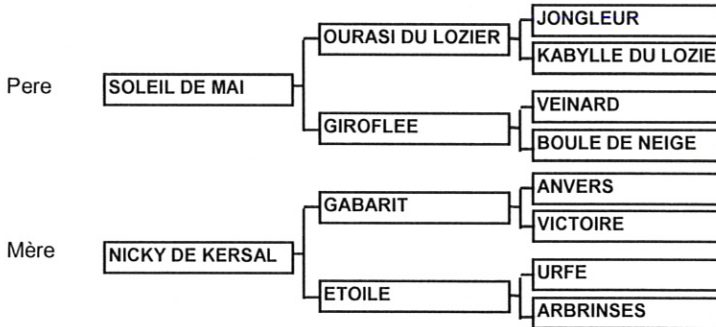 JONGLEUR
OURASI DU LOZIER
KABYLLE DU LOZIE
Pere
SOLEIL DE MAI
VEINARD
GIROFLEE
BOULE DE NEIGE
ANVERS
GABARIT
VICTOIRE
Mère
NICKY DE KERSAL
URFE
ETOILE
ARBRINSES